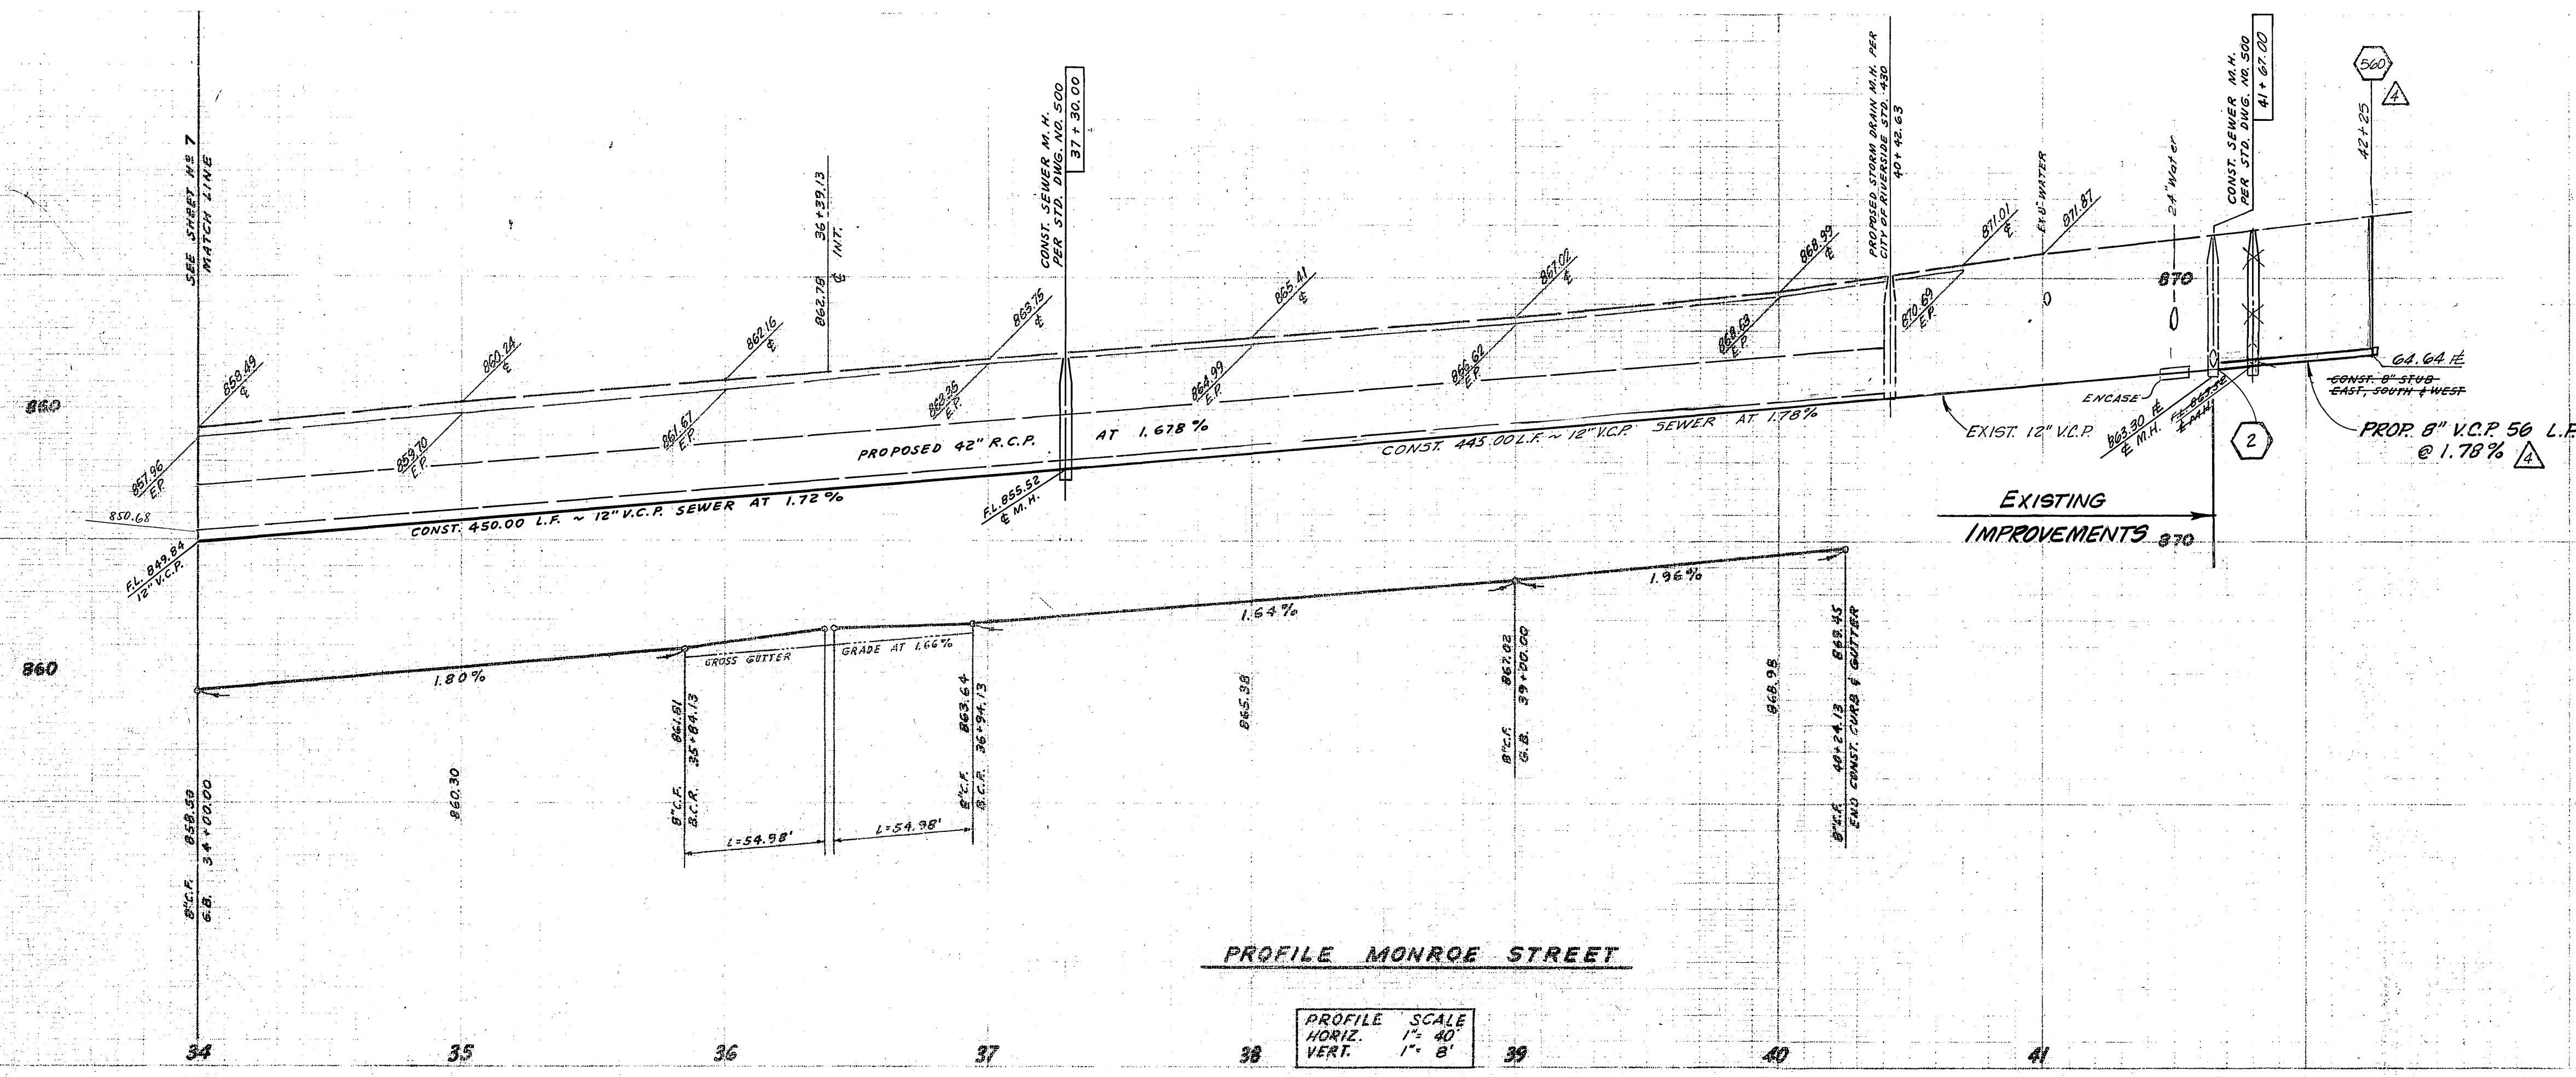 SEE SHEET Nº 7
MATCH LINE
858.49
℄
857.96
E.P.
860.24
℄
859.70
E.P.
862.16
℄
861.67
E.P.
862.78 36+39.13
℄ INT.
863.75
℄
863.35
E.P.
CONST. SEWER M.H.
PER STD. DWG. NO. 500
37+30.00
865.41
℄
864.99
E.P.
867.02
℄
866.62
E.P.
868.99
℄
868.63
E.P.
PROPOSED STORM DRAIN M.H. PER
CITY OF RIVERSIDE STD. 430
40+42.63
871.01
℄
870.69
E.P.
WATER
871.87
24" Water
CONST. SEWER M.H.
PER STD. DWG. NO. 500
41+67.00
560
4
42+25
870
860
850.68
F.L. 849.84
12" V.C.P.
CONST. 450.00 L.F. ~ 12" V.C.P. SEWER AT 1.72%
PROPOSED 42" R.C.P. AT 1.678%
F.L. 855.52
℄ M.H.
CONST. 445.00 L.F. ~ 12" V.C.P. SEWER AT 1.78%
EXIST. 12" V.C.P.
ENCASE
863.30
℄ M.H.
2
64.64
CONST. 8" STUB
EAST, SOUTH & WEST
PROP. 8" V.C.P. 56 L.F.
@ 1.78% 4
EXISTING
IMPROVEMENTS
870
860
1.80%
GROSS GUTTER GRADE AT 1.66%
1.64%
1.96%
8" C.F. 858.50
G.B. 34+00.00
860.30
8" C.F. 861.81
B.C.R. 35+84.13
L=54.98'
L=54.98'
8" C.F. 863.64
B.C.R. 36+94.13
865.38
8" C.F. 867.02
G.B. 39+00.00
868.98
8" C.F. 40+24.13 869.45
END CONST. CURB & GUTTER
PROFILE MONROE STREET
PROFILE SCALE
HORIZ. 1"= 40'
VERT. 1"= 8'
34 35 36 37 38 39 40 41